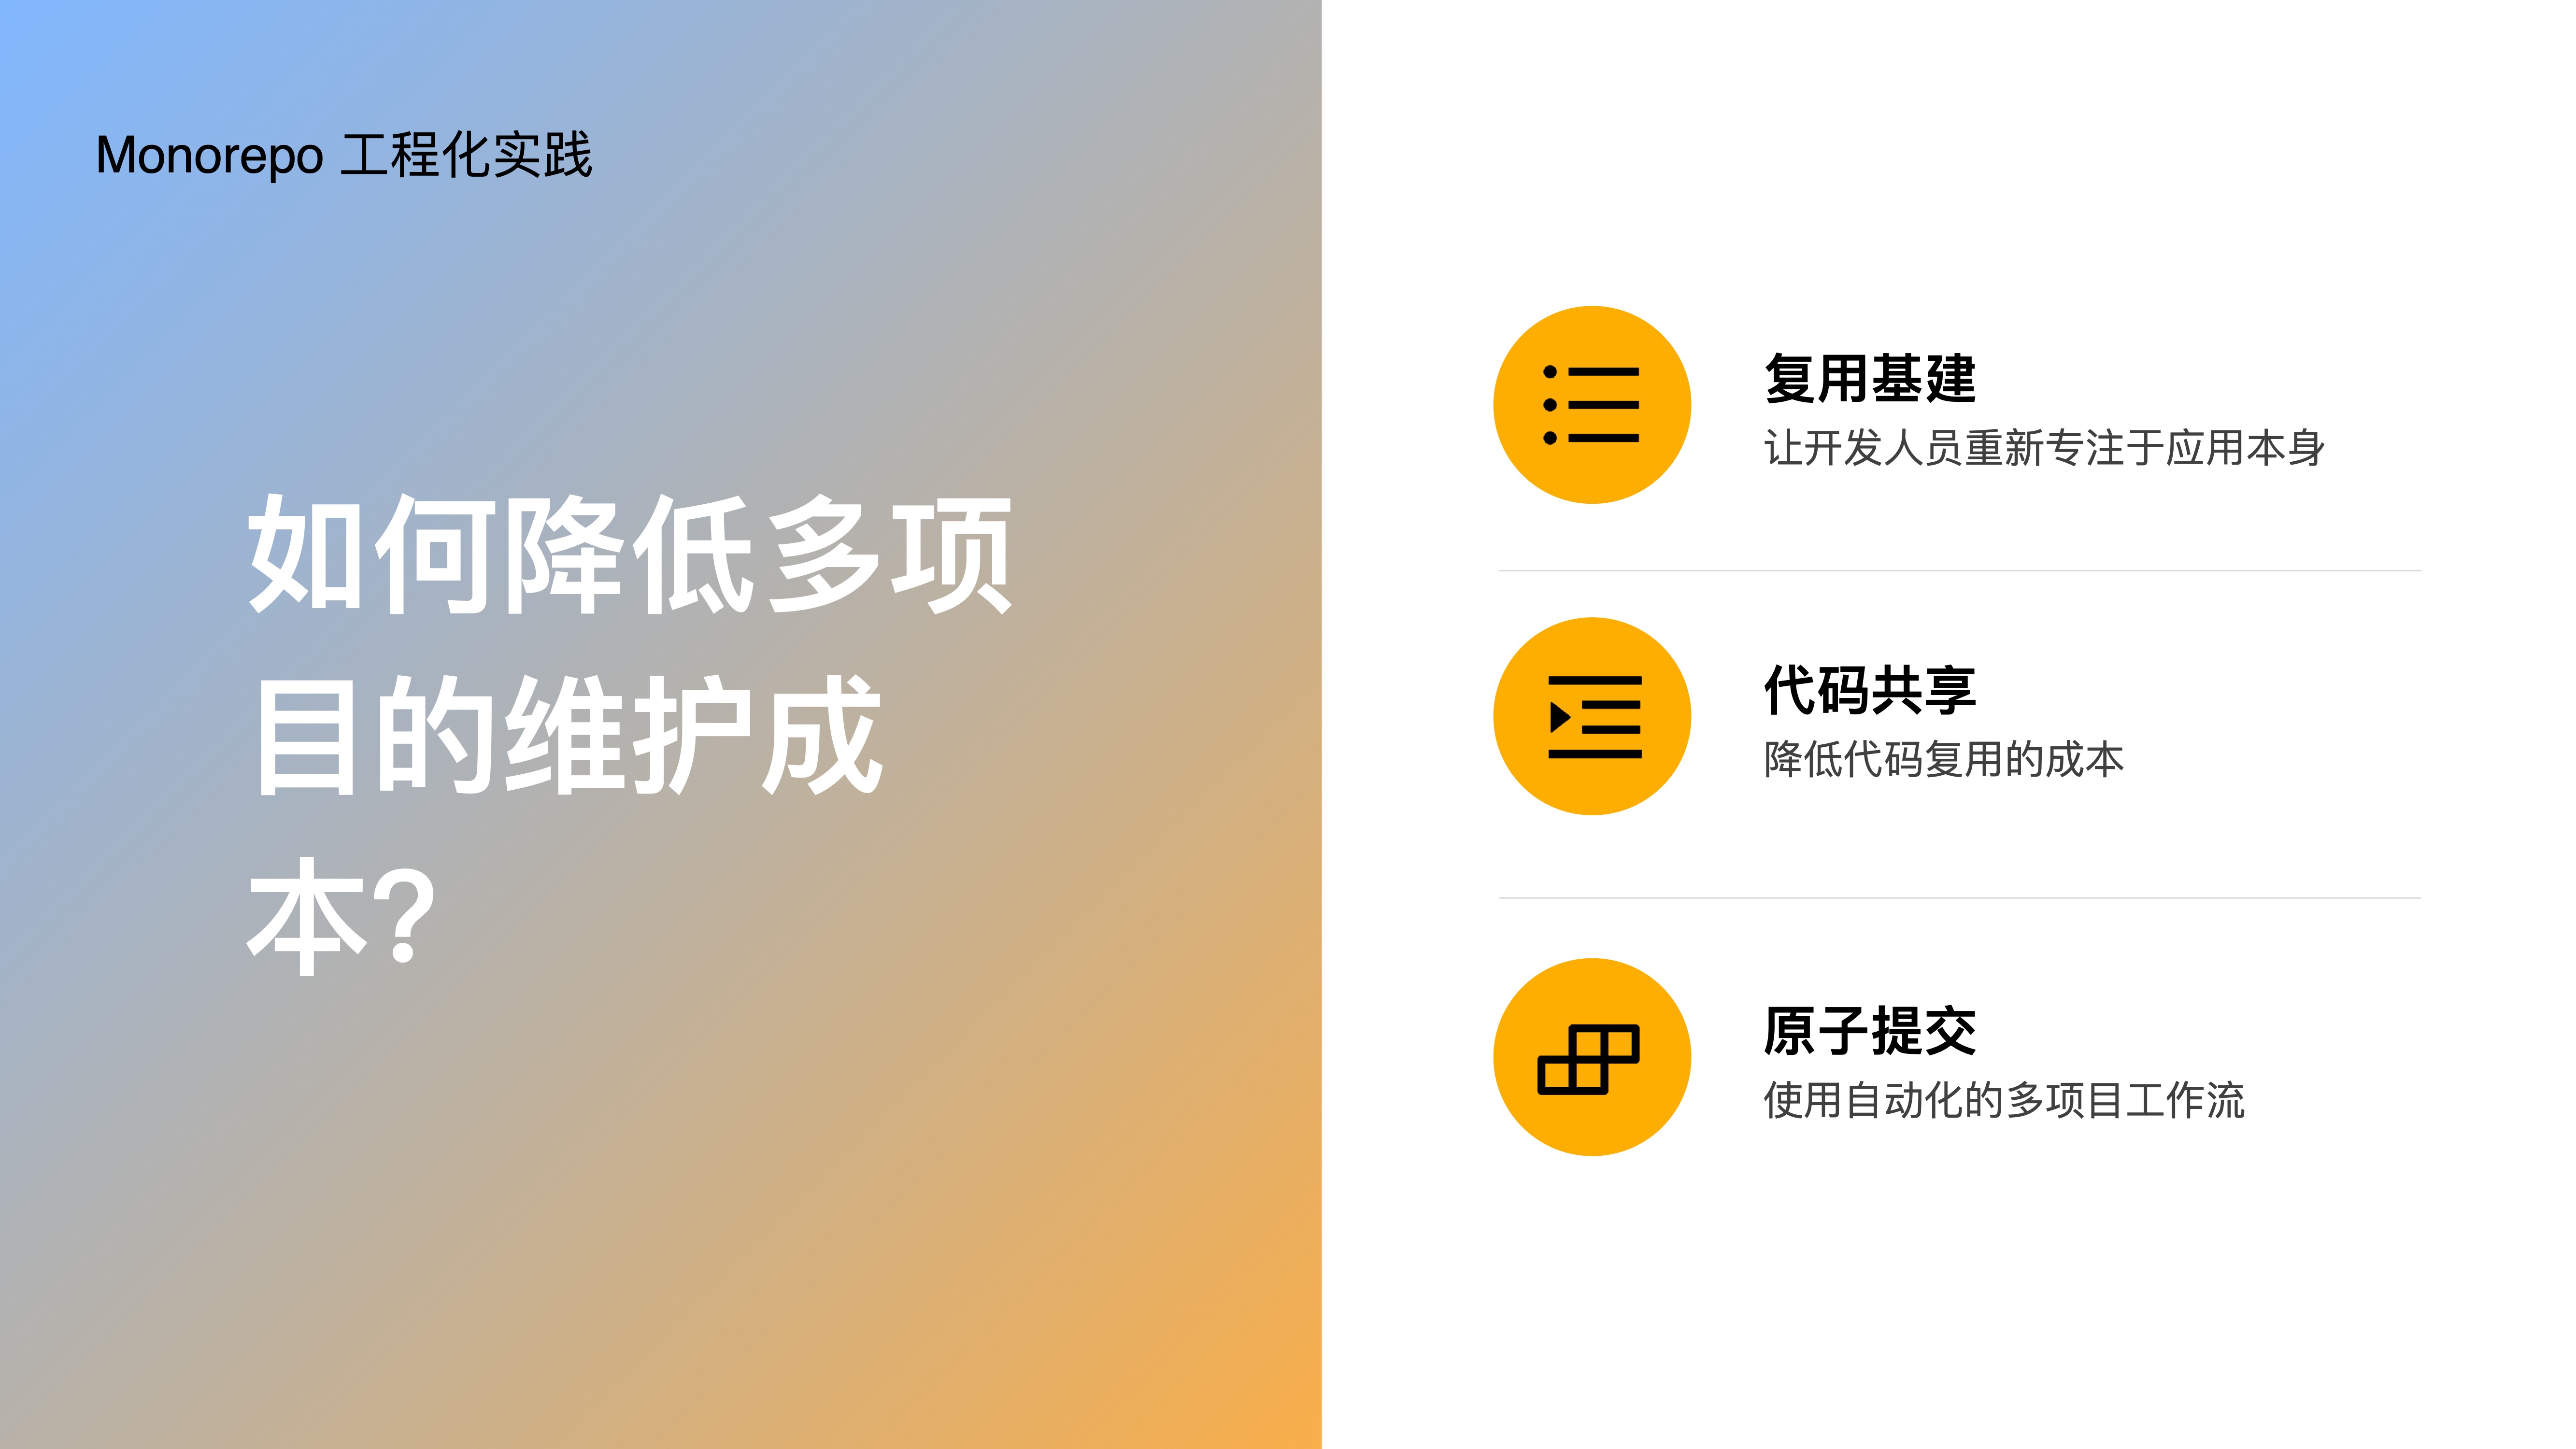 Monorepo 工程化实践
如何降低多项
目的维护成
本?
复用基建
让开发人员重新专注于应用本身
代码共享
降低代码复用的成本
原子提交
使用自动化的多项目工作流